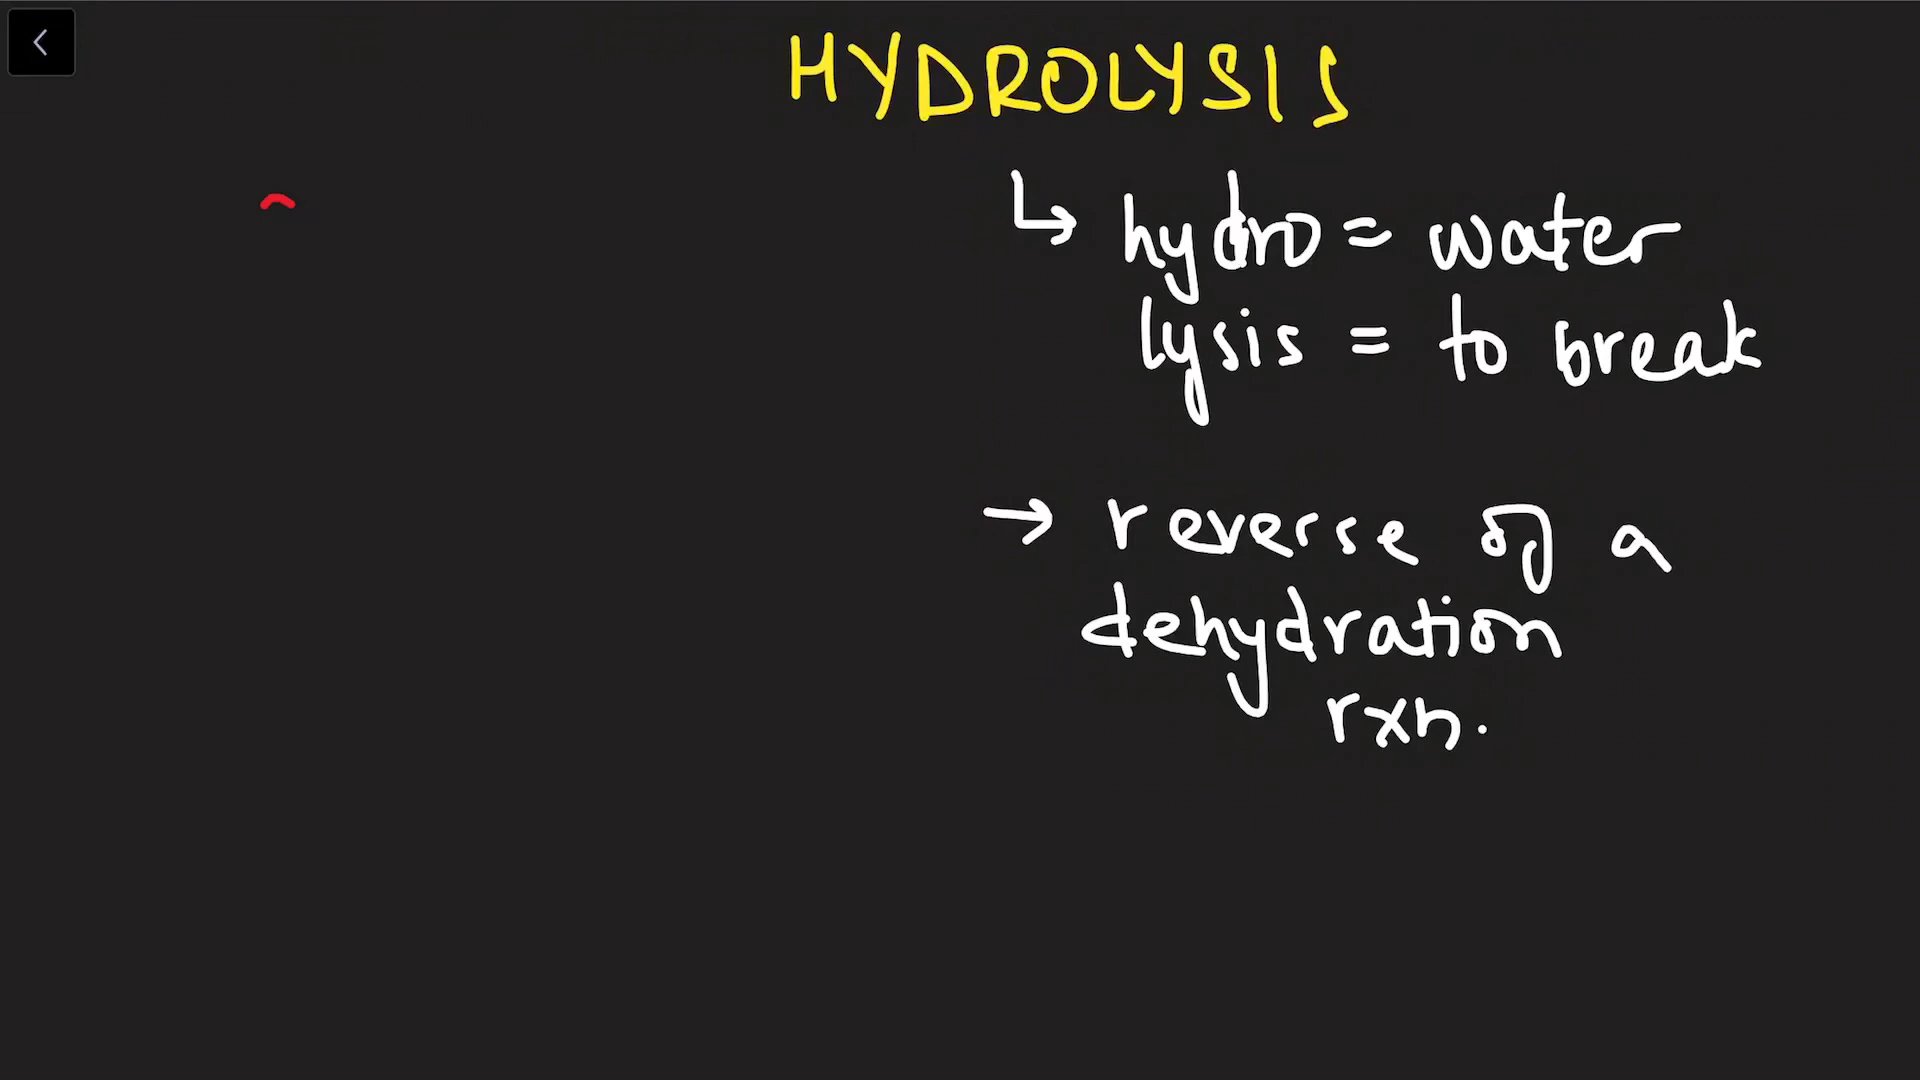 HYDROLYSIS
↳ hydro = water
lysis = to break
→ reverse of a
dehydration
rxn.